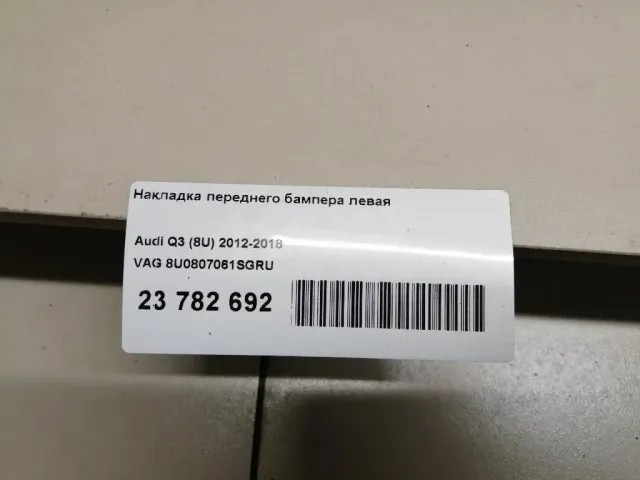 Накладка переднего бампера левая
Audi Q3 (8U) 2012-2018
VAG 8U0807061SGRU
23 782 692